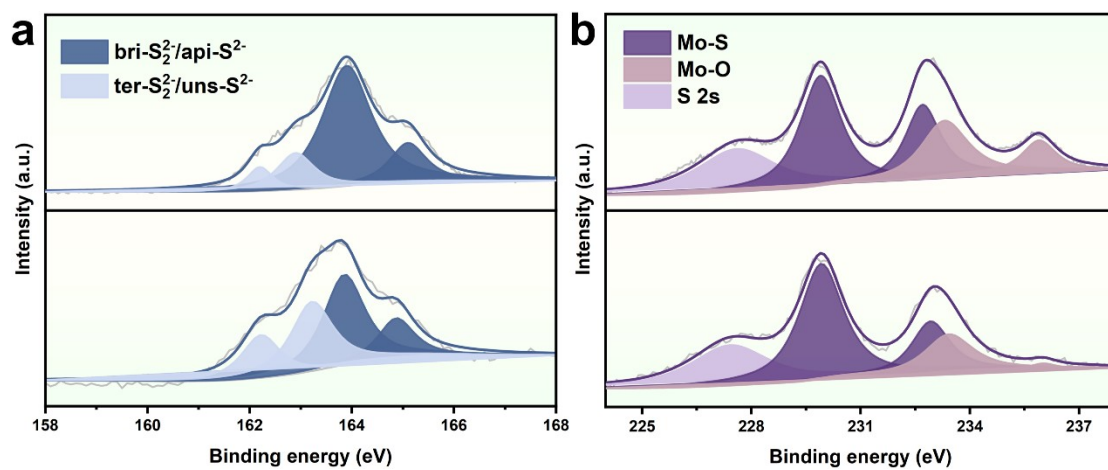 a
bri-S₂²⁻/api-S²⁻
ter-S₂²⁻/uns-S²⁻
Intensity (a.u.)
158 160 162 164 166 168
Binding energy (eV)
b
Mo-S
Mo-O
S 2s
Intensity (a.u.)
225 228 231 234 237
Binding energy (eV)